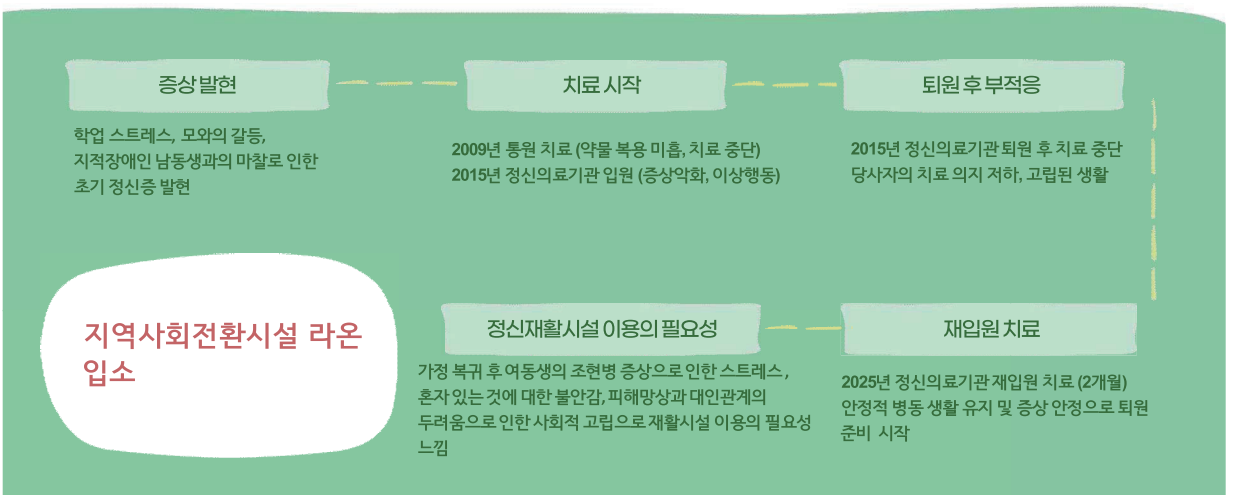 증상 발현
학업 스트레스, 모와의 갈등,
지적장애인 남동생과의 마찰로 인한
초기 정신증 발현
치료 시작
2009년 통원 치료 (약물 복용 미흡, 치료 중단)
2015년 정신의료기관 입원 (증상악화, 이상행동)
퇴원 후 부적응
2015년 정신의료기관 퇴원 후 치료 중단
당사자의 치료 의지 저하, 고립된 생활
재입원 치료
2025년 정신의료기관 재입원 치료 (2개월)
안정적 병동 생활 유지 및 증상 안정으로 퇴원
준비 시작
정신재활시설 이용의 필요성
가정 복귀 후 여동생의 조현병 증상으로 인한 스트레스,
혼자 있는 것에 대한 불안감, 피해망상과 대인관계의
두려움으로 인한 사회적 고립으로 재활시설 이용의 필요성
느낌
지역사회전환시설 라온
입소